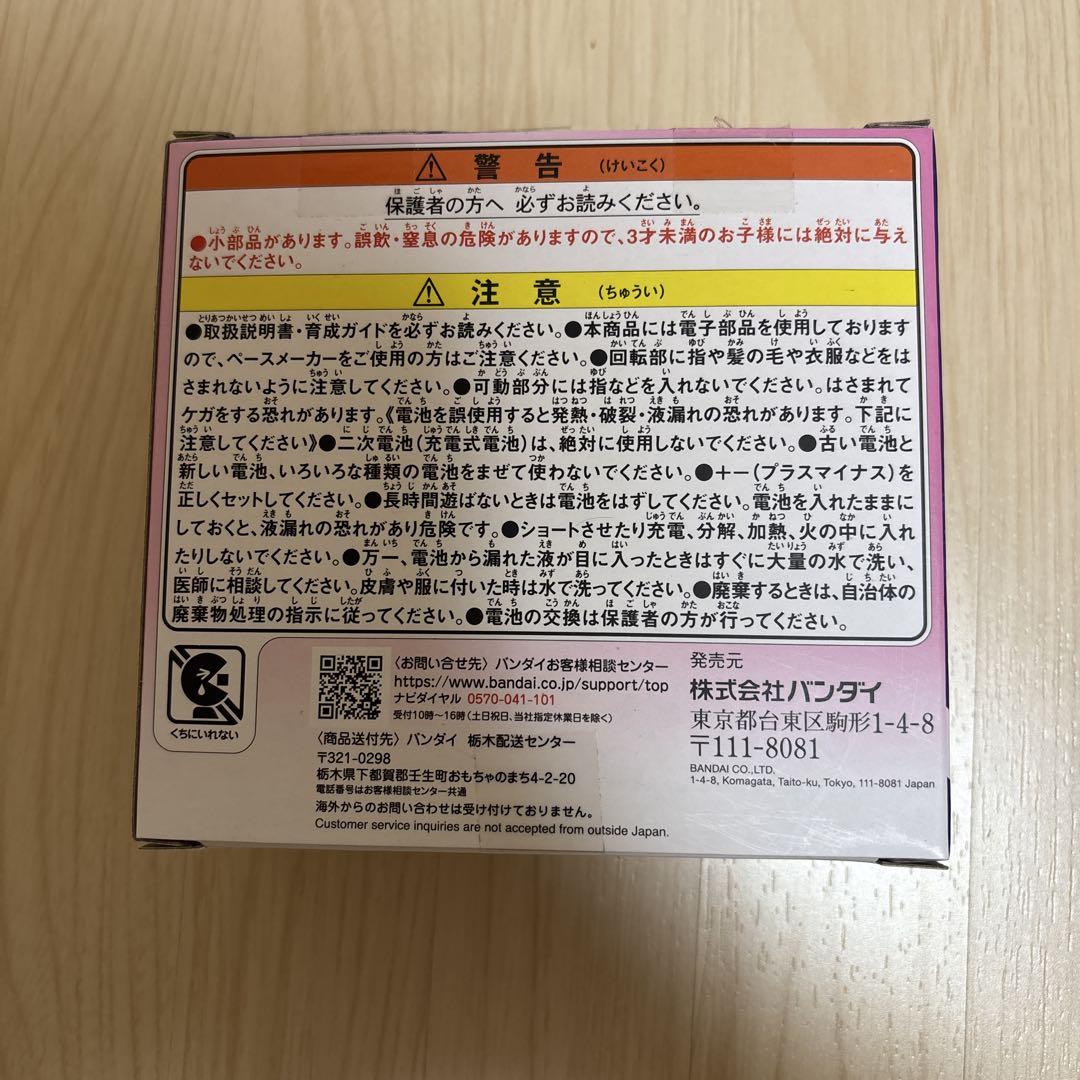 ⚠ 警告 (けいこく)
保護者の方へ 必ずお読みください。
●小部品があります。誤飲・窒息の危険がありますので、3才未満のお子様には絶対に与え
ないでください。
⚠ 注意 (ちゅうい)
●取扱説明書・育成ガイドを必ずお読みください。●本商品には電子部品を使用しております
ので、ペースメーカーをご使用の方はご注意ください。●回転部に指や髪の毛や衣服などをは
さまれないように注意してください。●可動部分には指などを入れないでください。はさまれて
ケガをする恐れがあります。《電池を誤使用すると発熱・破裂・液漏れの恐れがあります。下記に
注意してください》●二次電池(充電式電池)は、絶対に使用しないでください。●古い電池と
新しい電池、いろいろな種類の電池をまぜて使わないでください。●+-(プラスマイナス)を
正しくセットしてください。●長時間遊ばないときは電池をはずしてください。電池を入れたままに
しておくと、液漏れの恐れがあり危険です。●ショートさせたり充電、分解、加熱、火の中に入れ
たりしないでください。●万一、電池から漏れた液が目に入ったときはすぐに大量の水で洗い、
医師に相談してください。皮膚や服に付いた時は水で洗ってください。●廃棄するときは、自治体の
廃棄物処理の指示に従ってください。●電池の交換は保護者の方が行ってください。
くちにいれない
〈お問い合せ先〉バンダイお客様相談センター
https://www.bandai.co.jp/support/top
ナビダイヤル 0570-041-101
受付10時〜16時(土日祝日、当社指定休業日を除く)
〈商品送付先〉バンダイ 栃木配送センター
〒321-0298
栃木県下都賀郡壬生町おもちゃのまち4-2-20
電話番号はお客様相談センター共通
海外からのお問い合わせは受け付けておりません。
Customer service inquiries are not accepted from outside Japan.
発売元
株式会社バンダイ
東京都台東区駒形1-4-8
〒111-8081
BANDAI CO.,LTD.
1-4-8, Komagata, Taito-ku, Tokyo, 111-8081 Japan